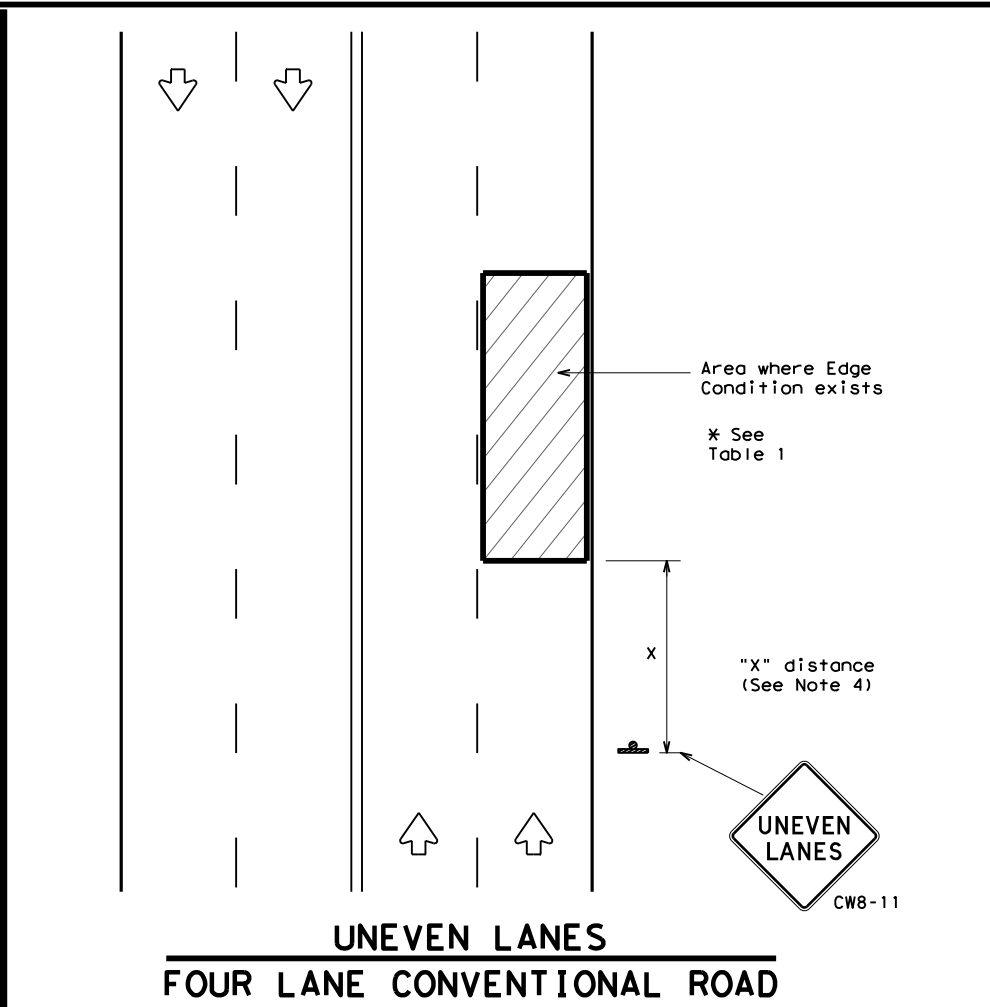 Area where Edge
Condition exists
* See
Table 1
X
"X" distance
(See Note 4)
UNEVEN
LANES
CW8-11
UNEVEN LANES
FOUR LANE CONVENTIONAL ROAD